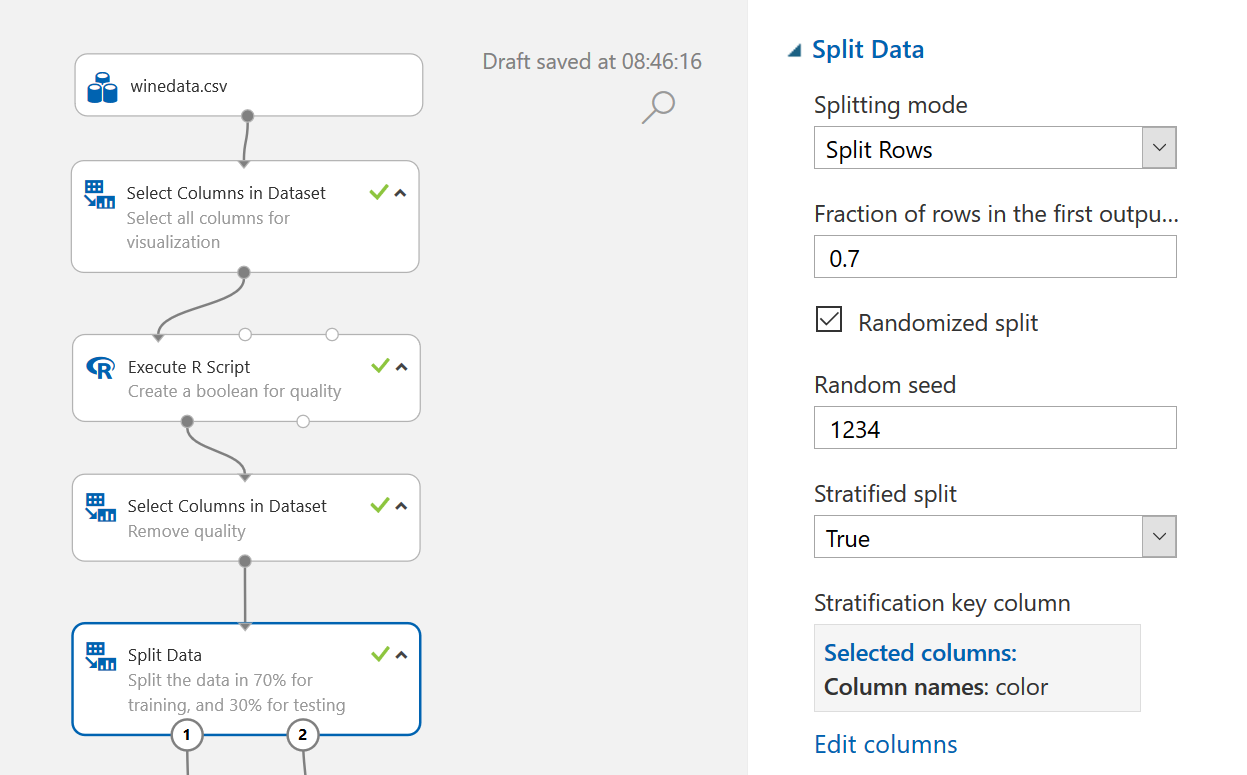 Draft saved at 08:46:16
winedata.csv
Select Columns in Dataset
Select all columns for
visualization
R
Execute R Script
Create a boolean for quality
Select Columns in Dataset
Remove quality
Split Data
Split the data in 70% for
training, and 30% for testing
1
2
Split Data
Splitting mode
Split Rows
Fraction of rows in the first outpu...
0.7
Randomized split
Random seed
1234
Stratified split
True
Stratification key column
Selected columns:
Column names: color
Edit columns